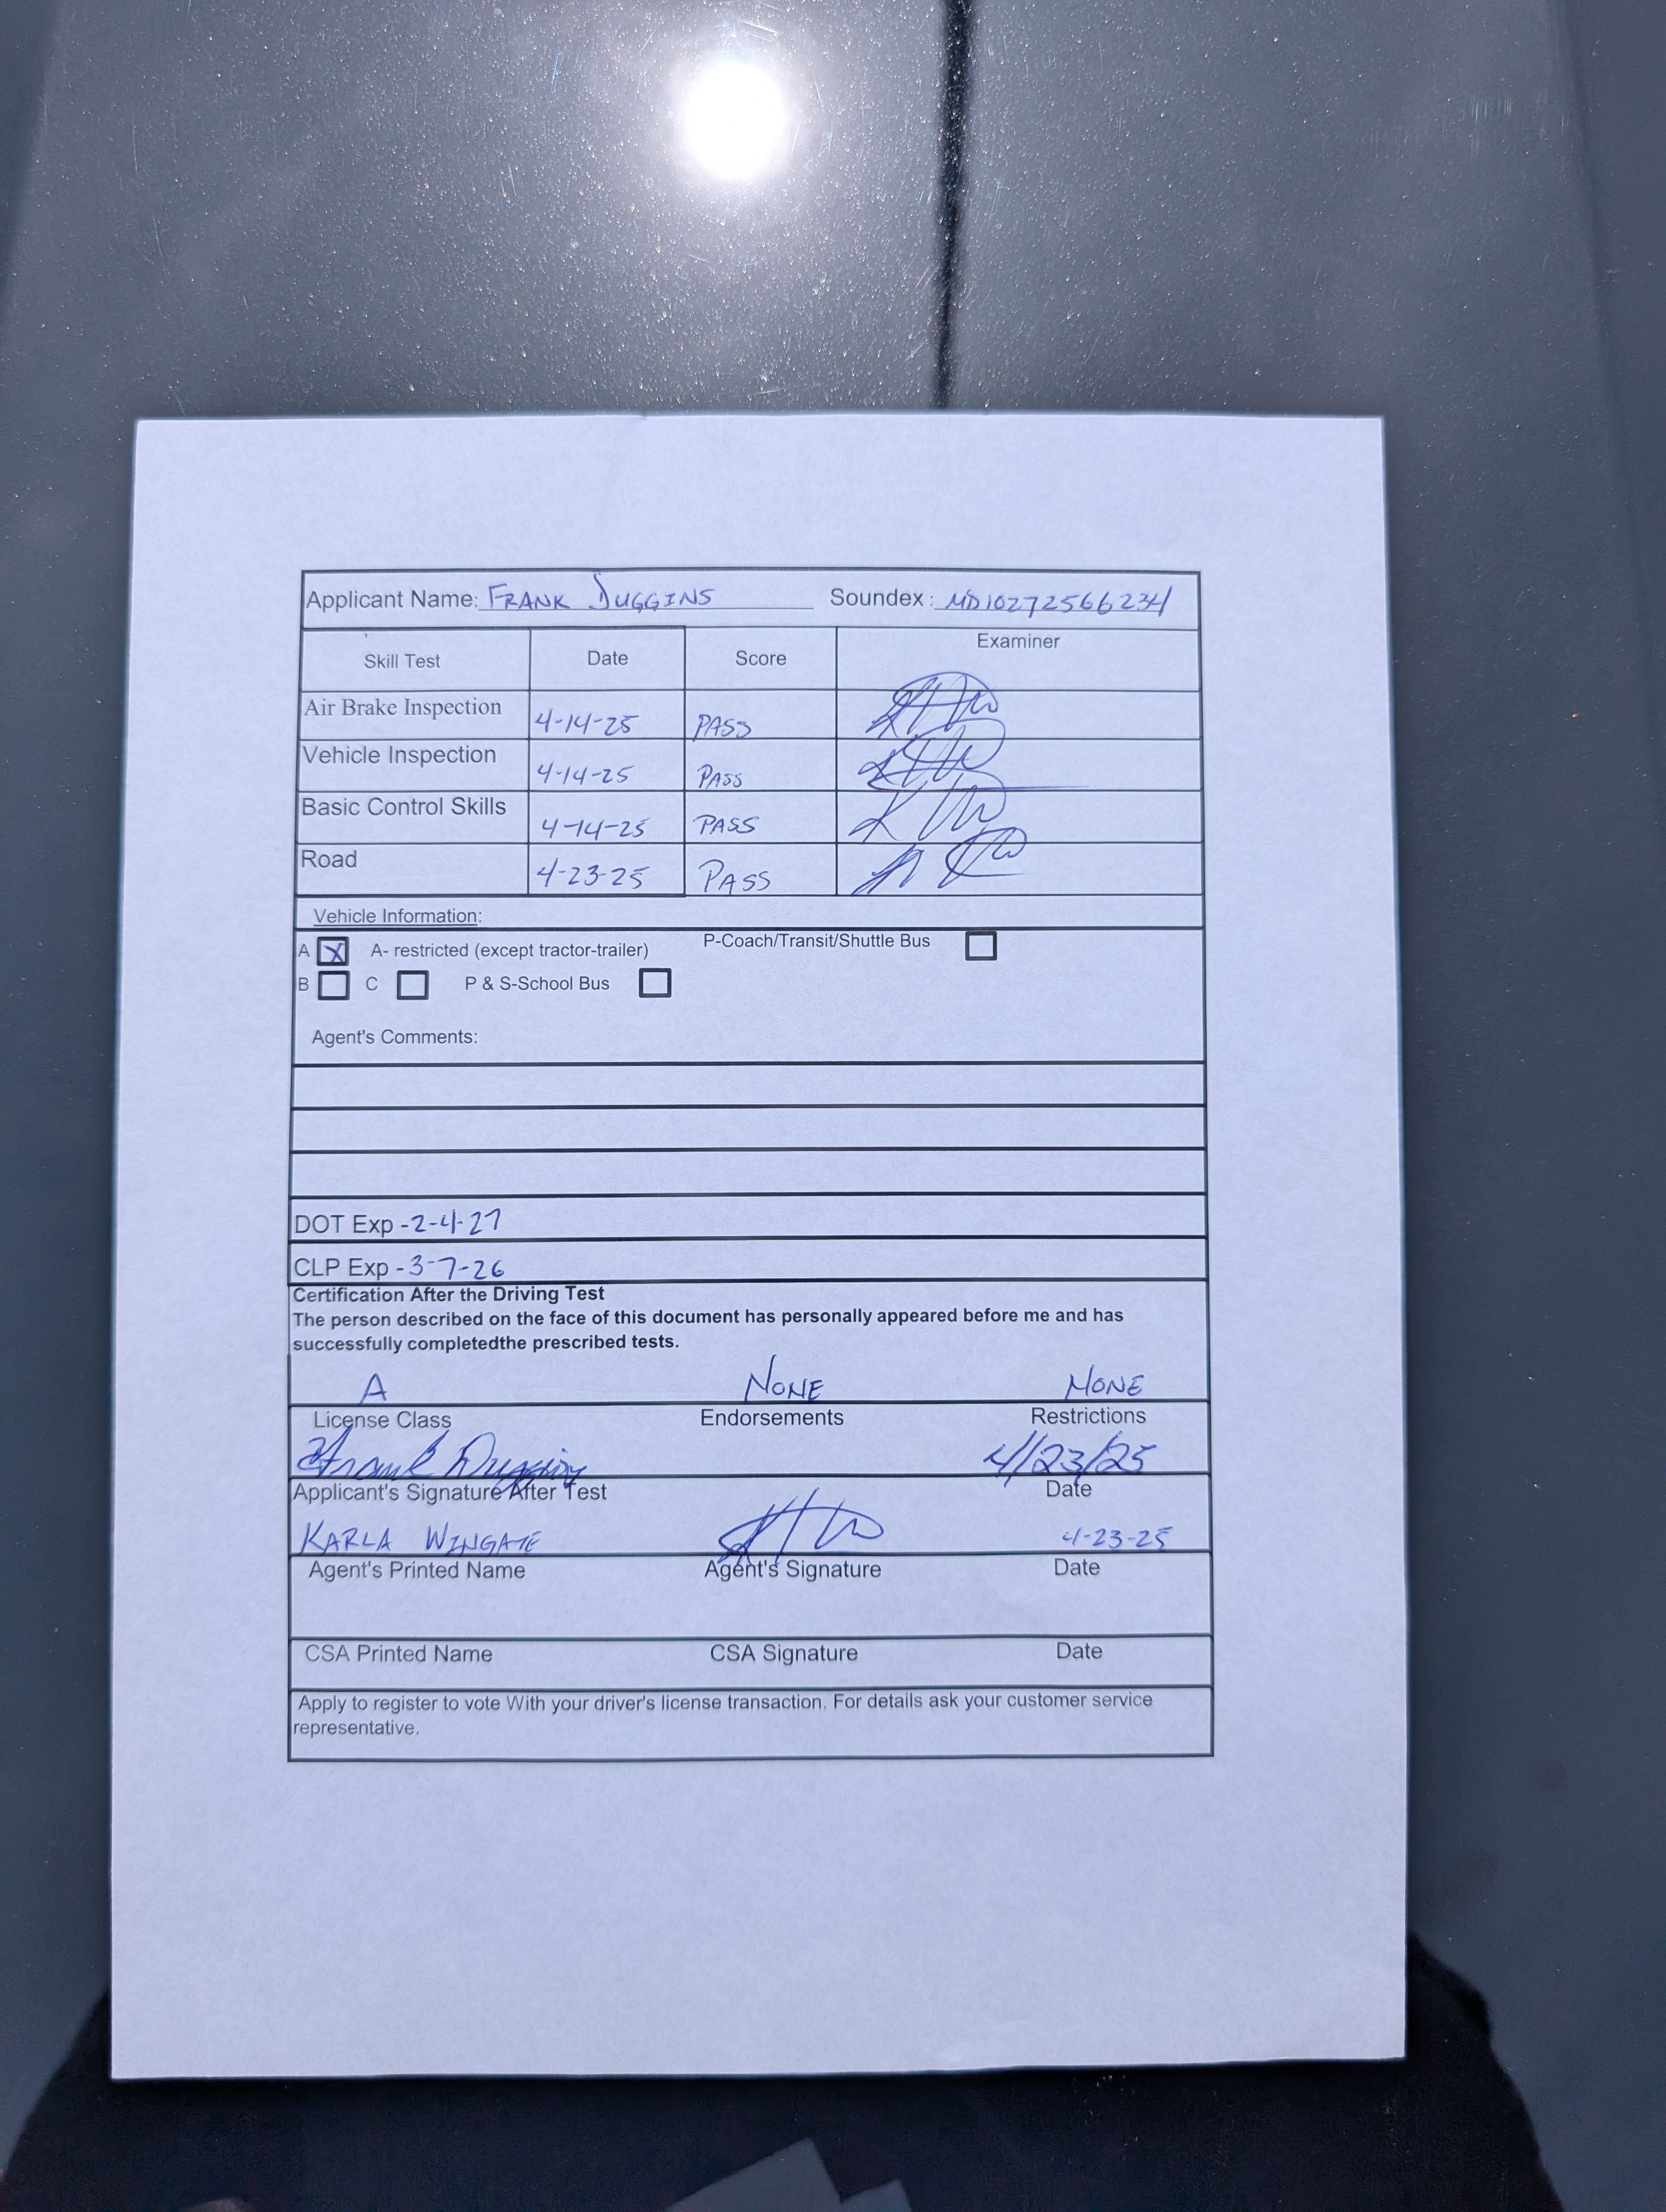 Applicant Name: FRANK DUGGINS Soundex: MD10272566234
Skill Test Date Score Examiner
Air Brake Inspection 4-14-25 PASS
Vehicle Inspection 4-14-25 PASS
Basic Control Skills 4-14-25 PASS
Road 4-23-25 PASS
Vehicle Information:
A X A- restricted (except tractor-trailer) P-Coach/Transit/Shuttle Bus
B C P & S-School Bus
Agent's Comments:
DOT Exp - 2-4-27
CLP Exp - 3-7-26
Certification After the Driving Test
The person described on the face of this document has personally appeared before me and has
successfully completedthe prescribed tests.
A NONE NONE
License Class Endorsements Restrictions
Frank Duggins 4/23/25
Applicant's Signature After Test Date
KARLA WINGATE 4-23-25
Agent's Printed Name Agent's Signature Date
CSA Printed Name CSA Signature Date
Apply to register to vote With your driver's license transaction. For details ask your customer service
representative.